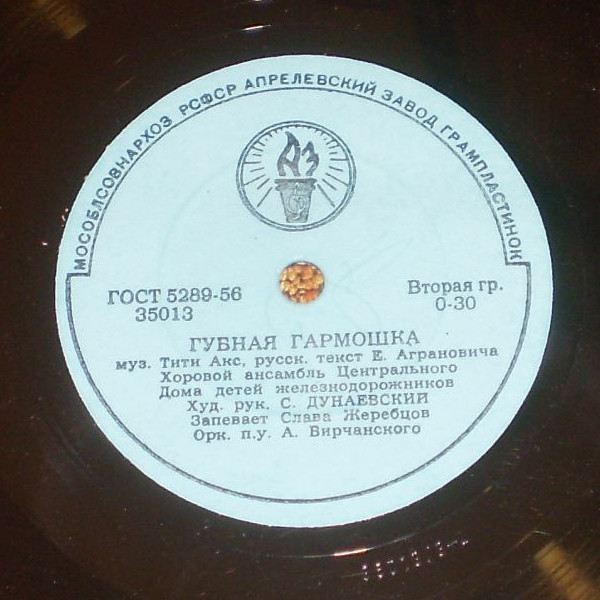 МОСОБЛСОВНАРХОЗ РСФСР АПРЕЛЕВСКИЙ ЗАВОД ГРАМПЛАСТИНОК
АЗ
ГОСТ 5289-56
35013
Вторая гр.
0-30
ГУБНАЯ ГАРМОШКА
муз. Тити Акс, русск. текст Е. Аграновича
Хоровой ансамбль Центрального
Дома детей железнодорожников
Худ. рук. С. ДУНАЕВСКИЙ
Запевает Слава Жеребцов
Орк. п.у. А. Вирчанского